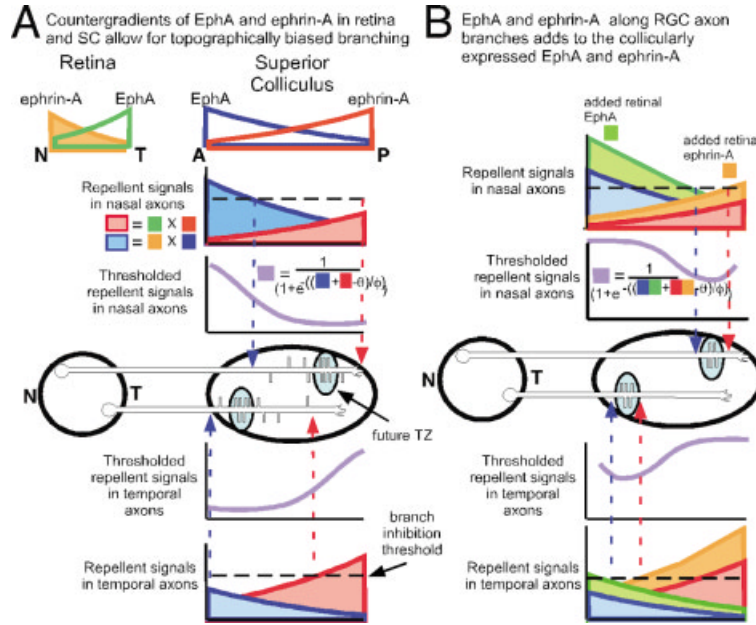 A Countergradients of EphA and ephrin-A in retina
and SC allow for topographically biased branching
Retina
Superior
Colliculus
ephrin-A
EphA
EphA
ephrin-A
N
T
A
P
Repellent signals
in nasal axons
= X
= X
Thresholded
repellent signals
in nasal axons
= 1
(1+e -(( + -θ)/ϕ))
N
T
future TZ
Thresholded
repellent signals
in temporal
axons
branch
inhibition
threshold
Repellent signals
in temporal axons
B EphA and ephrin-A along RGC axon
branches adds to the collicularly
expressed EphA and ephrin-A
added retinal
EphA
added retina
ephrin-A
Repellent signals
in nasal axons
Thresholded
repellent signals
in nasal axons
= 1
(1+e -(( + -θ)/ϕ))
N
T
Thresholded
repellent signals
in temporal
axons
Repellent signals
in temporal axons